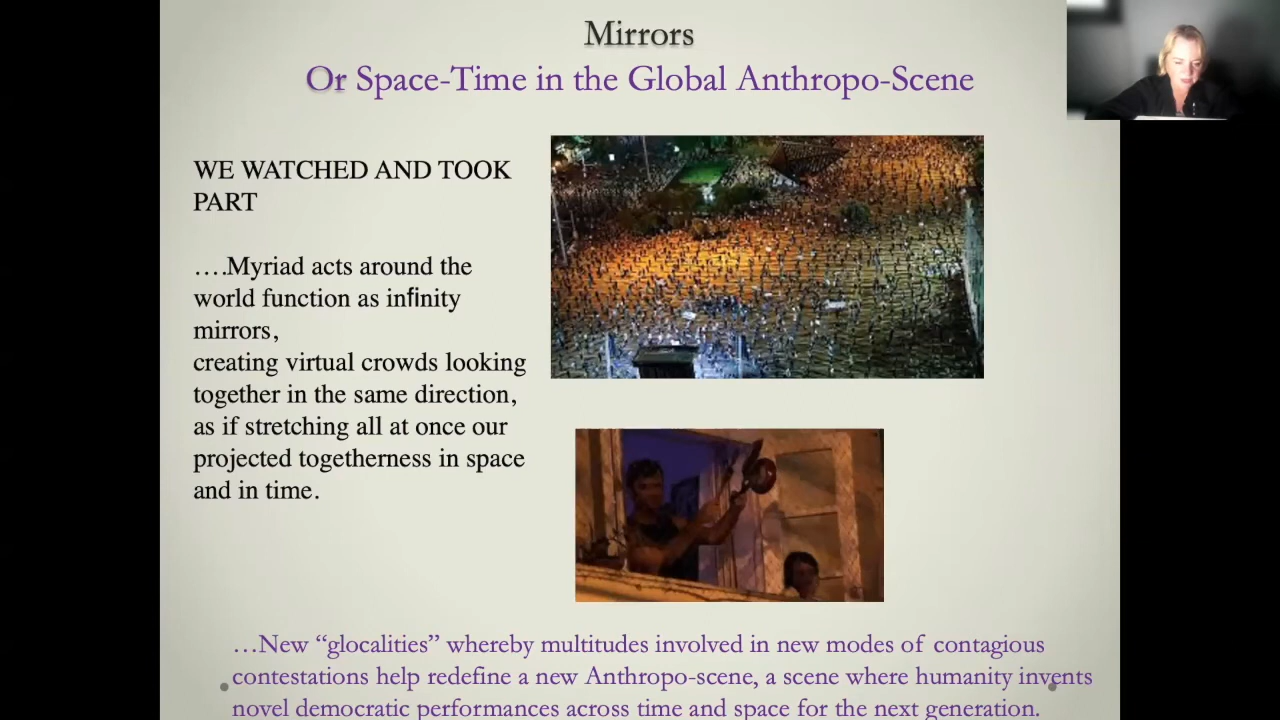 Mirrors
Or Space-Time in the Global Anthropo-Scene
WE WATCHED AND TOOK
PART
….Myriad acts around the
world function as infinity
mirrors,
creating virtual crowds looking
together in the same direction,
as if stretching all at once our
projected togetherness in space
and in time.
…New “glocalities” whereby multitudes involved in new modes of contagious
contestations help redefine a new Anthropo-scene, a scene where humanity invents
novel democratic performances across time and space for the next generation.